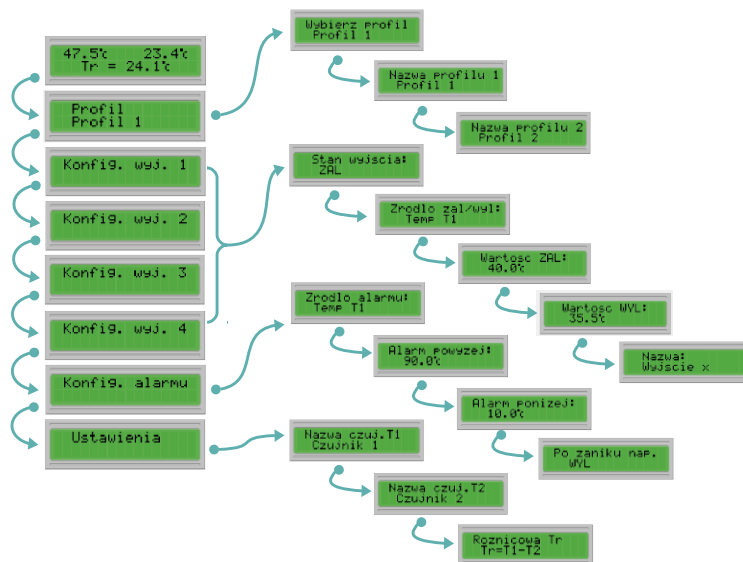 47.5°c 23.4°c
Tr = 24.1°c
Profil
Profil 1
Konfig. wyj. 1
Konfig. wyj. 2
Konfig. wyj. 3
Konfig. wyj. 4
Konfig. alarmu
Ustawienia
Wybierz profil
Profil 1
Nazwa profilu 1
Profil 1
Nazwa profilu 2
Profil 2
Stan wyjscia:
ZAL
Zrodlo zal/wyl:
Temp T1
Wartosc ZAL:
40.0°c
Wartosc WYL:
35.5°c
Nazwa:
Wyjscie x
Zrodlo alarmu:
Temp T1
Alarm powyzej:
90.0°c
Alarm ponizej:
10.0°c
Po zaniku nap.
WYL
Nazwa czuj.T1
Czujnik 1
Nazwa czuj.T2
Czujnik 2
Roznicowa Tr
Tr=T1-T2